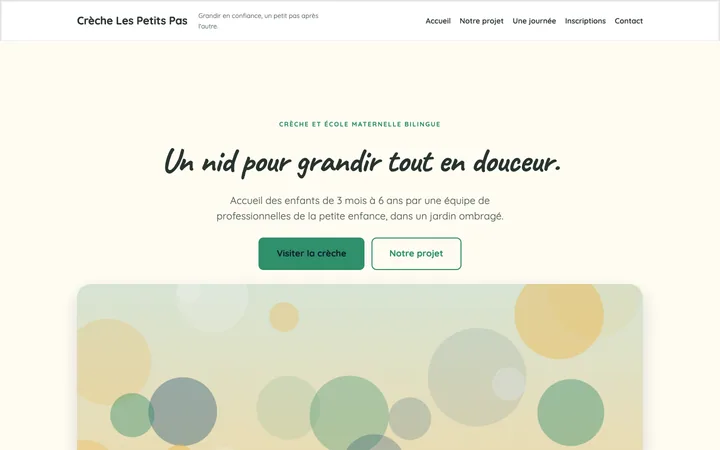 Crèche Les Petits Pas
Grandir en confiance, un petit pas après
l'autre.
Accueil Notre projet Une journée Inscriptions Contact
CRÈCHE ET ÉCOLE MATERNELLE BILINGUE
Un nid pour grandir tout en douceur.
Accueil des enfants de 3 mois à 6 ans par une équipe de
professionnelles de la petite enfance, dans un jardin ombragé.
Visiter la crèche Notre projet